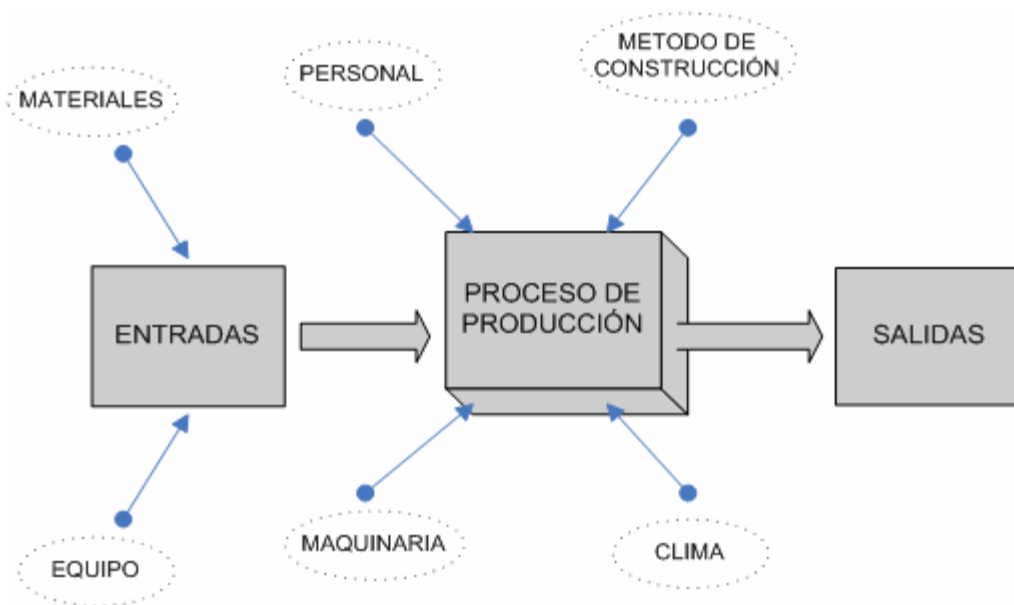 METODO DE
CONSTRUCCIÓN
PERSONAL
MATERIALES
ENTRADAS
PROCESO DE
PRODUCCIÓN
SALIDAS
EQUIPO
MAQUINARIA
CLIMA